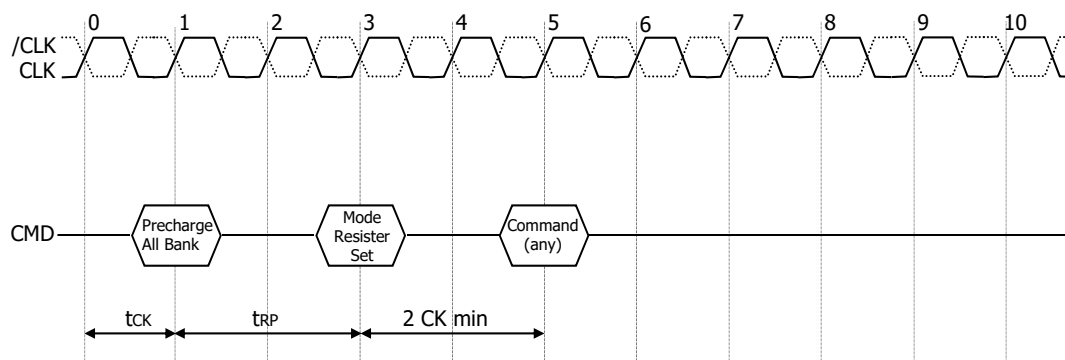 0 1 2 3 4 5 6 7 8 9 10
/CLK
CLK
CMD
Precharge
All Bank
Mode
Resister
Set
Command
(any)
tCK
tRP
2 CK min